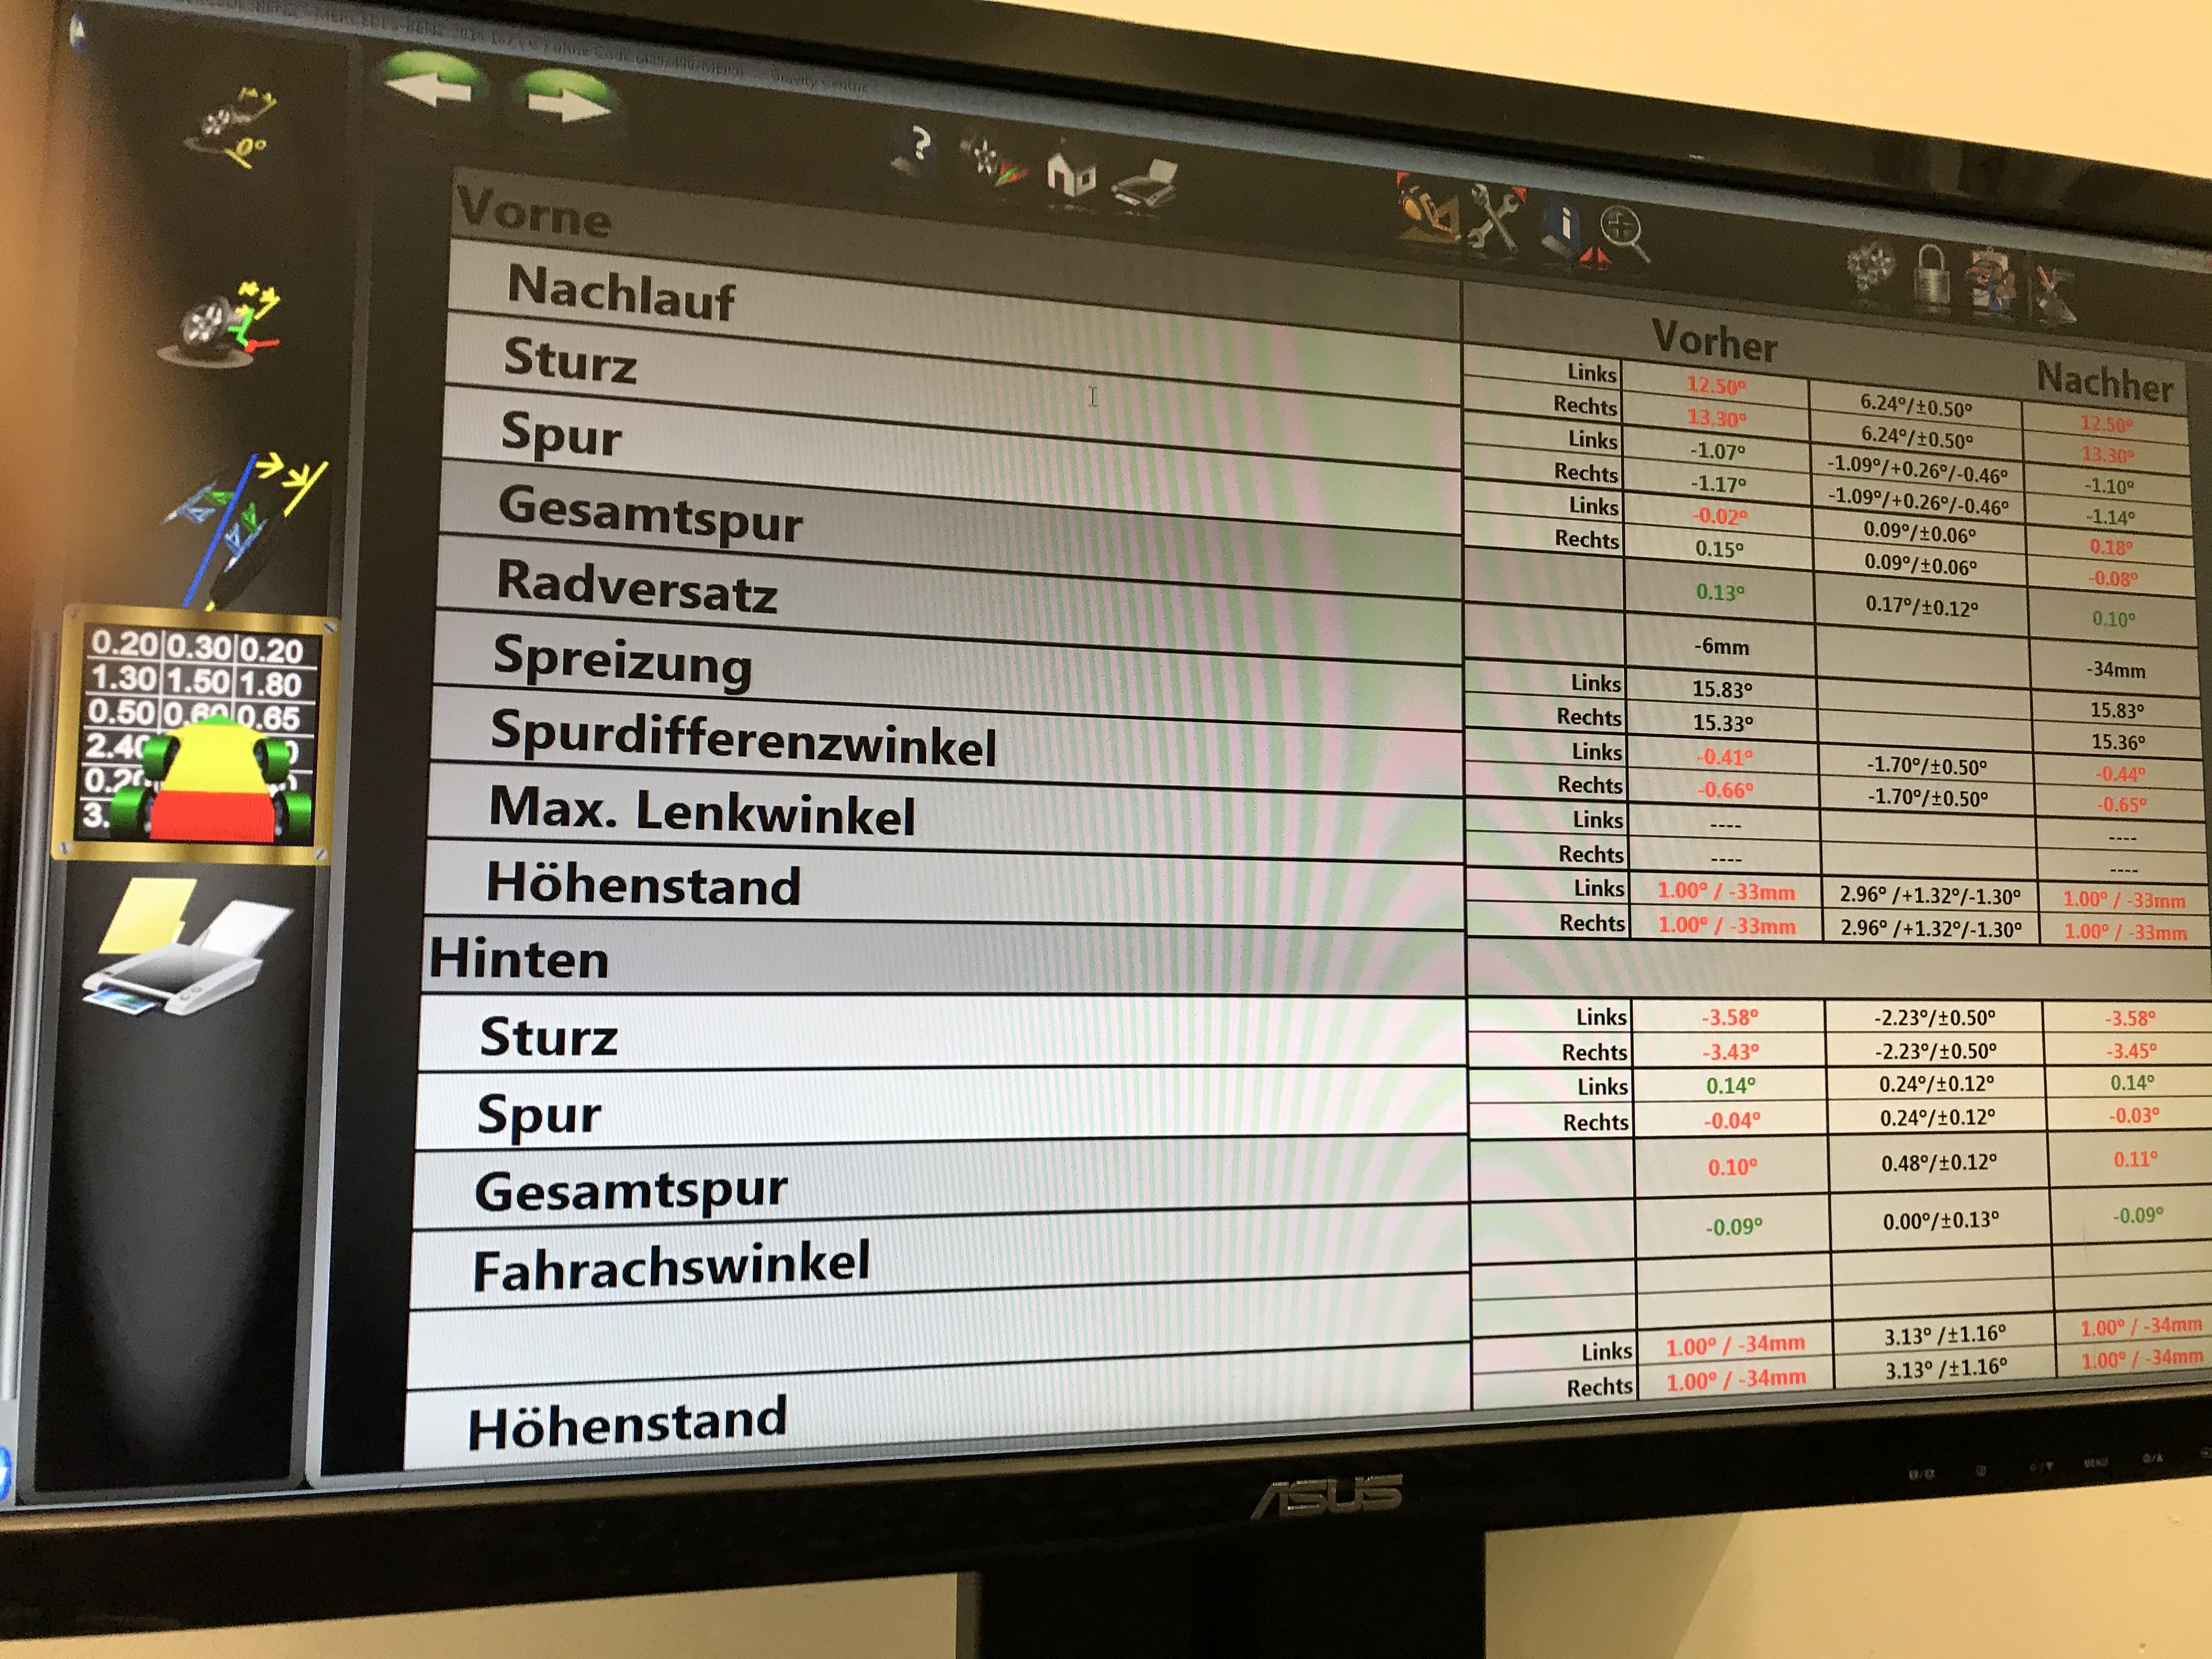 Vorne
Vorher
Nachher
Nachlauf
Links 12.50° 6.24°/±0.50° 12.50°
Rechts 13.30° 6.24°/±0.50° 13.30°
Sturz
Links -1.07° -1.09°/+0.26°/-0.46° -1.10°
Rechts -1.17° -1.09°/+0.26°/-0.46° -1.14°
Spur
Links -0.02° 0.09°/±0.06° 0.18°
Rechts 0.15° 0.09°/±0.06° -0.08°
Gesamtspur
0.13° 0.17°/±0.12° 0.10°
Radversatz
-6mm -34mm
Spreizung
Links 15.83° 15.83°
Rechts 15.33° 15.36°
Spurdifferenzwinkel
Links -0.41° -1.70°/±0.50° -0.44°
Rechts -0.66° -1.70°/±0.50° -0.65°
Max. Lenkwinkel
Links ---- ----
Rechts ---- ----
Höhenstand
Links 1.00° / -33mm 2.96° /+1.32°/-1.30° 1.00° / -33mm
Rechts 1.00° / -33mm 2.96° /+1.32°/-1.30° 1.00° / -33mm
Hinten
Sturz
Links -3.58° -2.23°/±0.50° -3.58°
Rechts -3.43° -2.23°/±0.50° -3.45°
Spur
Links 0.14° 0.24°/±0.12° 0.14°
Rechts -0.04° 0.24°/±0.12° -0.03°
Gesamtspur
0.10° 0.48°/±0.12° 0.11°
Fahrachswinkel
-0.09° 0.00°/±0.13° -0.09°
Höhenstand
Links 1.00° / -34mm 3.13° /±1.16° 1.00° / -34mm
Rechts 1.00° / -34mm 3.13° /±1.16° 1.00° / -34mm
0.20 0.30 0.20
1.30 1.50 1.80
0.50 0.60 0.65
ASUS
MENU